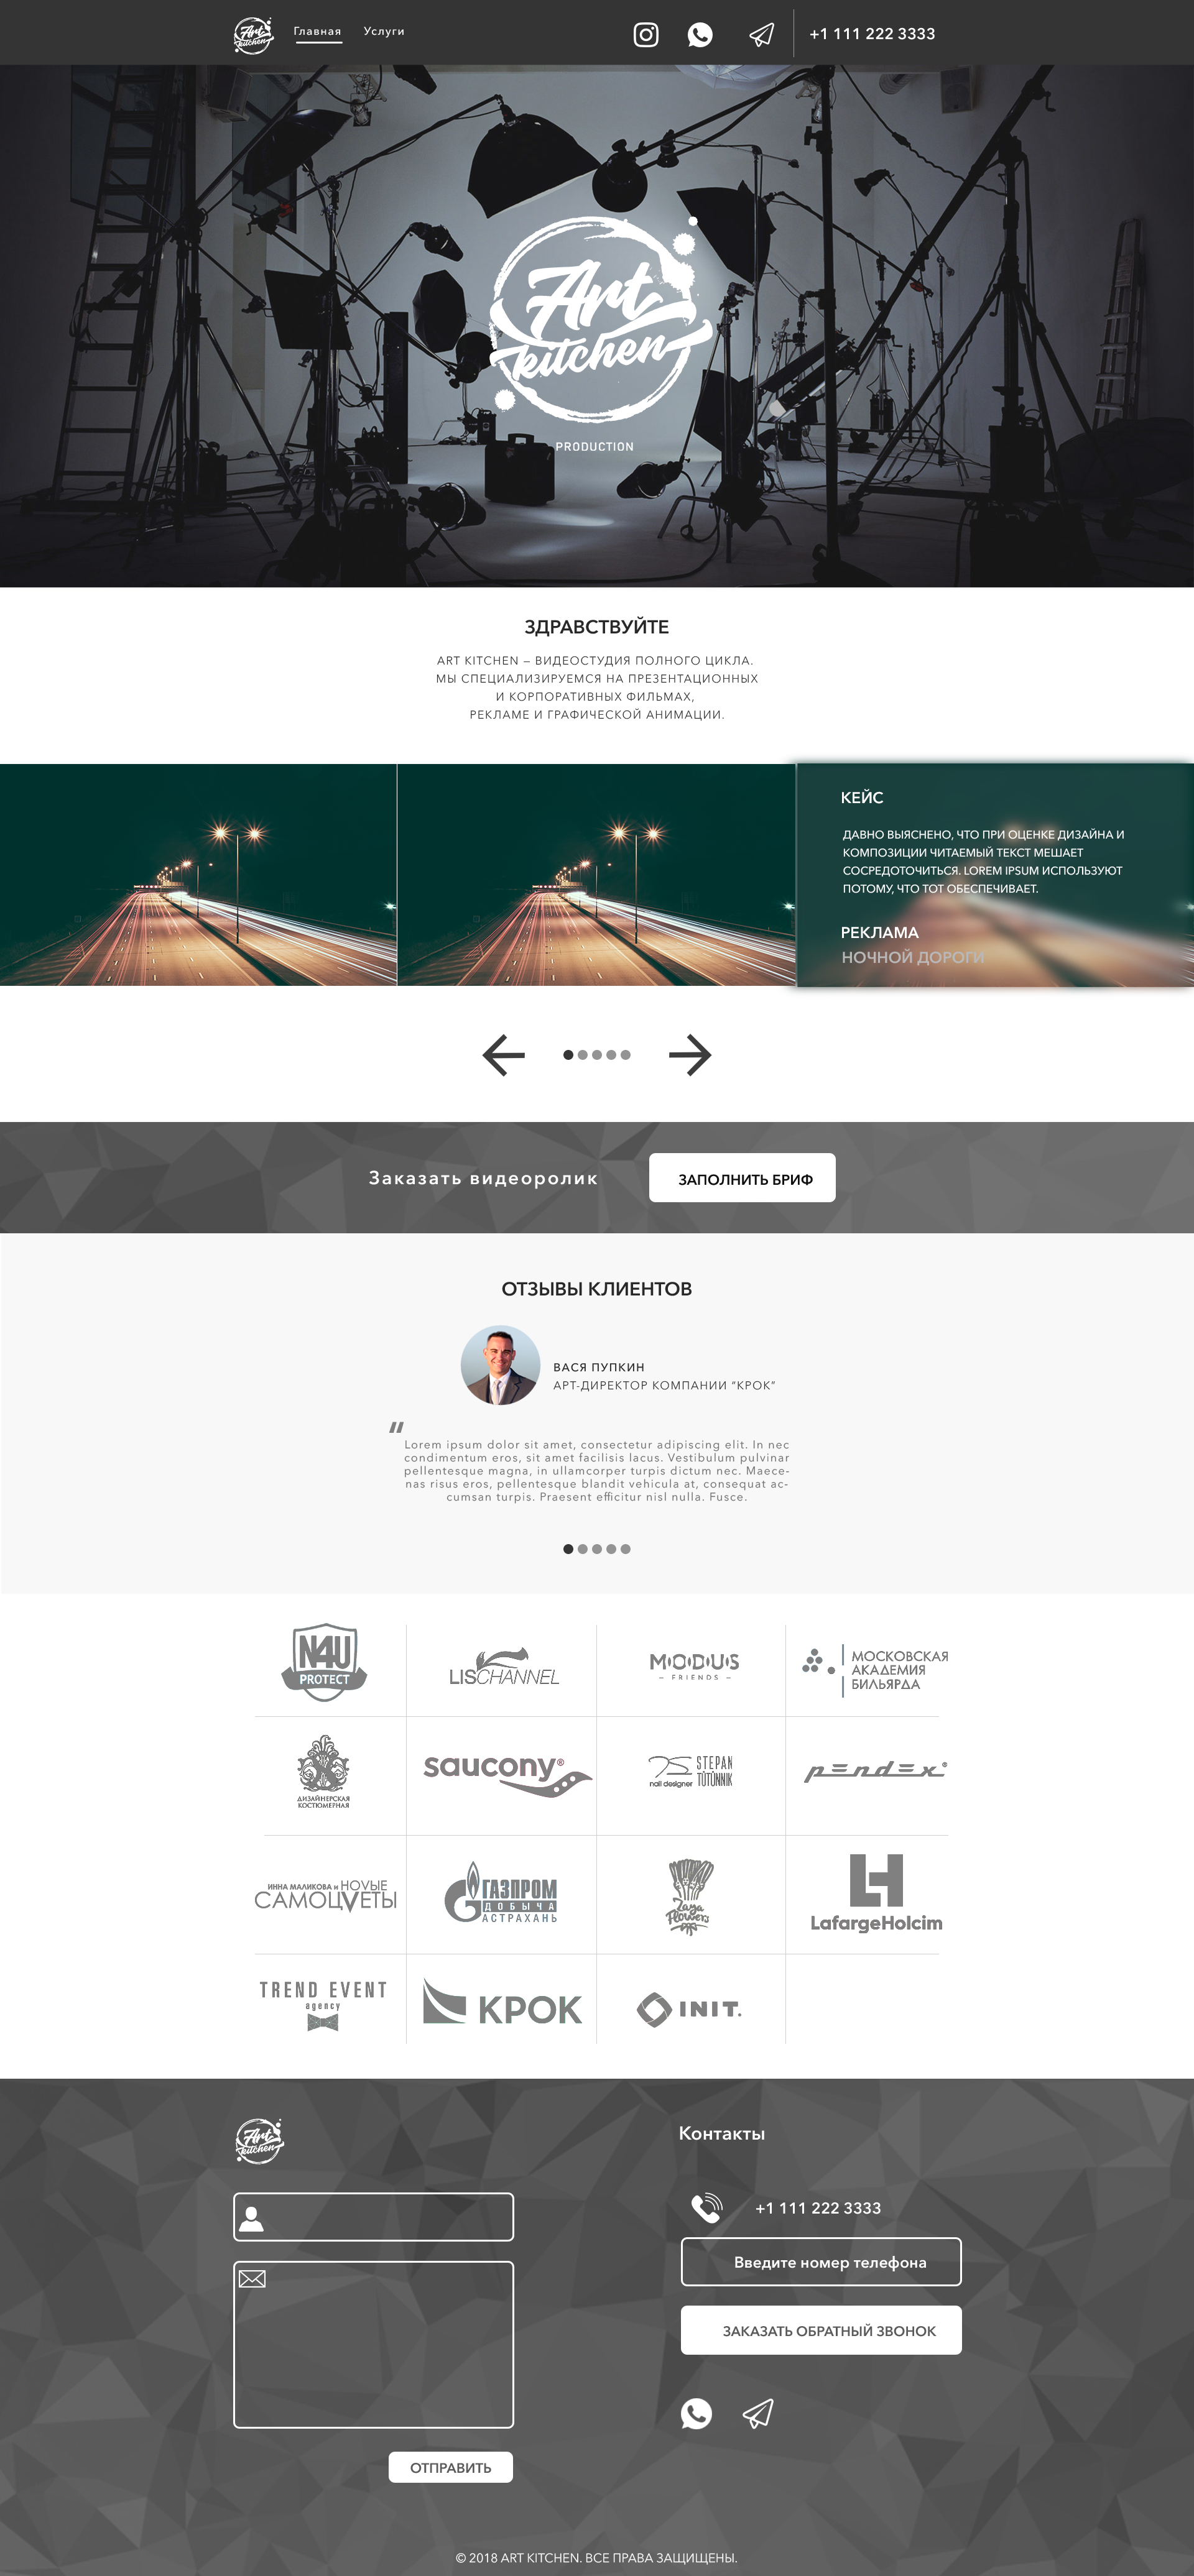 Art kitchen
Главная
Услуги
+1 111 222 3333
Art
kitchen
PRODUCTION
ЗДРАВСТВУЙТЕ
ART KITCHEN – ВИДЕОСТУДИЯ ПОЛНОГО ЦИКЛА.
МЫ СПЕЦИАЛИЗИРУЕМСЯ НА ПРЕЗЕНТАЦИОННЫХ
И КОРПОРАТИВНЫХ ФИЛЬМАХ,
РЕКЛАМЕ И ГРАФИЧЕСКОЙ АНИМАЦИИ.
КЕЙС
ДАВНО ВЫЯСНЕНО, ЧТО ПРИ ОЦЕНКЕ ДИЗАЙНА И
КОМПОЗИЦИИ ЧИТАЕМЫЙ ТЕКСТ МЕШАЕТ
СОСРЕДОТОЧИТЬСЯ. LOREM IPSUM ИСПОЛЬЗУЮТ
ПОТОМУ, ЧТО ТОТ ОБЕСПЕЧИВАЕТ.
РЕКЛАМА
НОЧНОЙ ДОРОГИ
Заказать видеоролик
ЗАПОЛНИТЬ БРИФ
ОТЗЫВЫ КЛИЕНТОВ
ВАСЯ ПУПКИН
АРТ-ДИРЕКТОР КОМПАНИИ “КРОК”
“
Lorem ipsum dolor sit amet, consectetur adipiscing elit. In nec
condimentum eros, sit amet facilisis lacus. Vestibulum pulvinar
pellentesque magna, in ullamcorper turpis dictum nec. Maece-
nas risus eros, pellentesque blandit vehicula at, consequat ac-
cumsan turpis. Praesent efficitur nisl nulla. Fusce.
N4U
PROTECT
LISCHANNEL
MODUS
– FRIENDS –
МОСКОВСКАЯ
АКАДЕМИЯ
БИЛЬЯРДА
ДИЗАЙНЕРСКАЯ
КОСТЮМЕРНАЯ
saucony®
nail designer
STEPAN
TÜTÜNNIK
pendex®
ИННА МАЛИКОВА и НОVЫЕ
САМОЦVЕТЫ
ГАЗПРОМ
ДОБЫЧА
АСТРАХАНЬ
Zaya
Flowers
LafargeHolcim
TREND EVENT
agency
КРОК
INIT.
Art kitchen
Контакты
+1 111 222 3333
Введите номер телефона
ЗАКАЗАТЬ ОБРАТНЫЙ ЗВОНОК
ОТПРАВИТЬ
© 2018 ART KITCHEN. ВСЕ ПРАВА ЗАЩИЩЕНЫ.